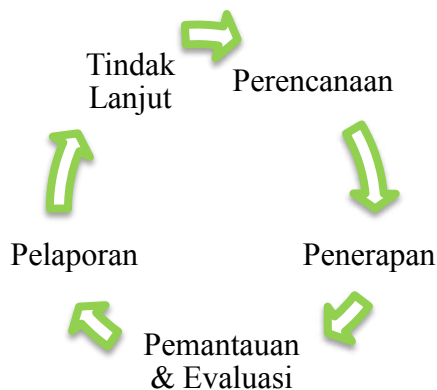 Tindak
Lanjut
Perencanaan
Penerapan
Pemantauan
& Evaluasi
Pelaporan